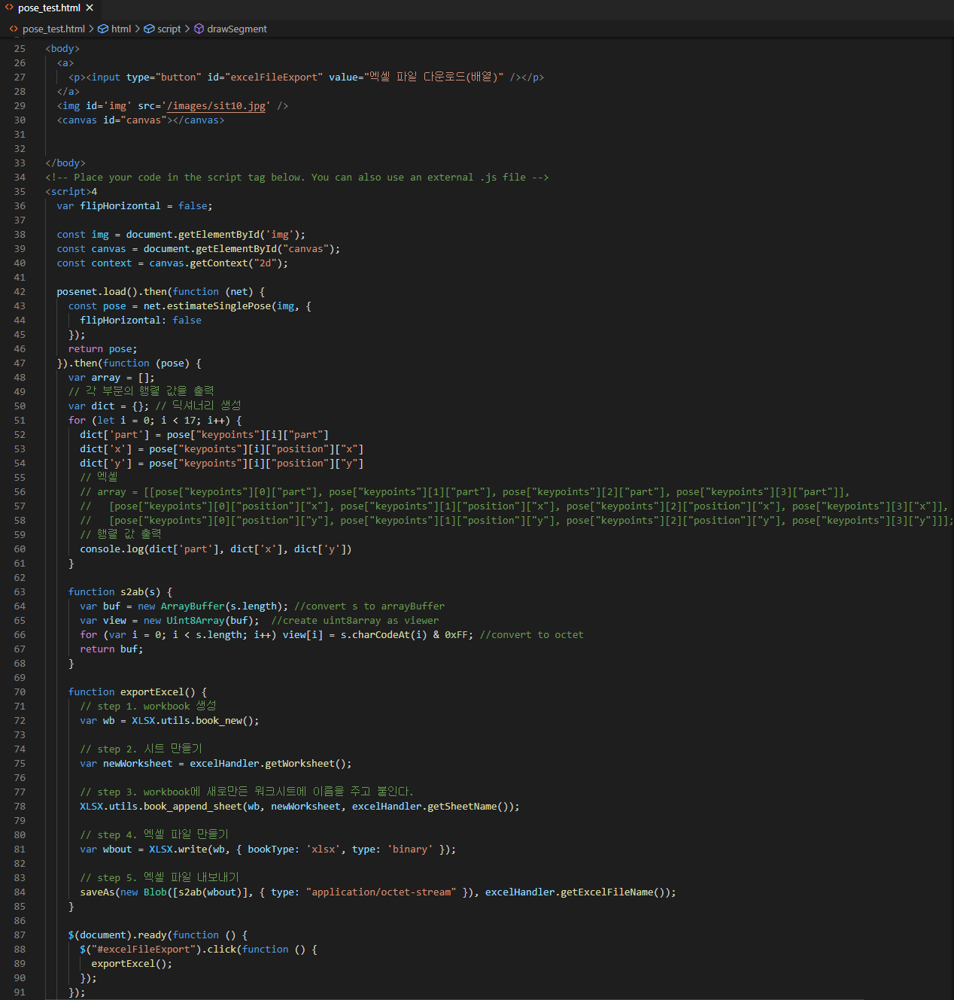 pose_test.html
pose_test.html > html > script > drawSegment
25 <body>
26 <a>
27 <p><input type="button" id="excelFileExport" value="엑셀 파일 다운로드(배열)" /></p>
28 </a>
29 <img id='img' src='/images/sit10.jpg' />
30 <canvas id="canvas"></canvas>
31
32
33 </body>
34 <!-- Place your code in the script tag below. You can also use an external .js file -->
35 <script>4
36 var flipHorizontal = false;
37
38 const img = document.getElementById('img');
39 const canvas = document.getElementById("canvas");
40 const context = canvas.getContext("2d");
41
42 posenet.load().then(function (net) {
43 const pose = net.estimateSinglePose(img, {
44 flipHorizontal: false
45 });
46 return pose;
47 }).then(function (pose) {
48 var array = [];
49 // 각 부분의 행렬 값을 출력
50 var dict = {}; // 딕셔너리 생성
51 for (let i = 0; i < 17; i++) {
52 dict['part'] = pose["keypoints"][i]["part"]
53 dict['x'] = pose["keypoints"][i]["position"]["x"]
54 dict['y'] = pose["keypoints"][i]["position"]["y"]
55 // 엑셀
56 // array = [[pose["keypoints"][0]["part"], pose["keypoints"][1]["part"], pose["keypoints"][2]["part"], pose["keypoints"][3]["part"]],
57 // [pose["keypoints"][0]["position"]["x"], pose["keypoints"][1]["position"]["x"], pose["keypoints"][2]["position"]["x"], pose["keypoints"][3]["x"]],
58 // [pose["keypoints"][0]["position"]["y"], pose["keypoints"][1]["position"]["y"], pose["keypoints"][2]["position"]["y"], pose["keypoints"][3]["y"]]];
59 // 행렬 값 출력
60 console.log(dict['part'], dict['x'], dict['y'])
61 }
62
63 function s2ab(s) {
64 var buf = new ArrayBuffer(s.length); //convert s to arrayBuffer
65 var view = new Uint8Array(buf);  //create uint8array as viewer
66 for (var i = 0; i < s.length; i++) view[i] = s.charCodeAt(i) & 0xFF; //convert to octet
67 return buf;
68 }
69
70 function exportExcel() {
71 // step 1. workbook 생성
72 var wb = XLSX.utils.book_new();
73
74 // step 2. 시트 만들기
75 var newWorksheet = excelHandler.getWorksheet();
76
77 // step 3. workbook에 새로만든 워크시트에 이름을 주고 붙인다.
78 XLSX.utils.book_append_sheet(wb, newWorksheet, excelHandler.getSheetName());
79
80 // step 4. 엑셀 파일 만들기
81 var wbout = XLSX.write(wb, { bookType: 'xlsx', type: 'binary' });
82
83 // step 5. 엑셀 파일 내보내기
84 saveAs(new Blob([s2ab(wbout)], { type: "application/octet-stream" }), excelHandler.getExcelFileName());
85 }
86
87 $(document).ready(function () {
88 $("#excelFileExport").click(function () {
89 exportExcel();
90 });
91 });